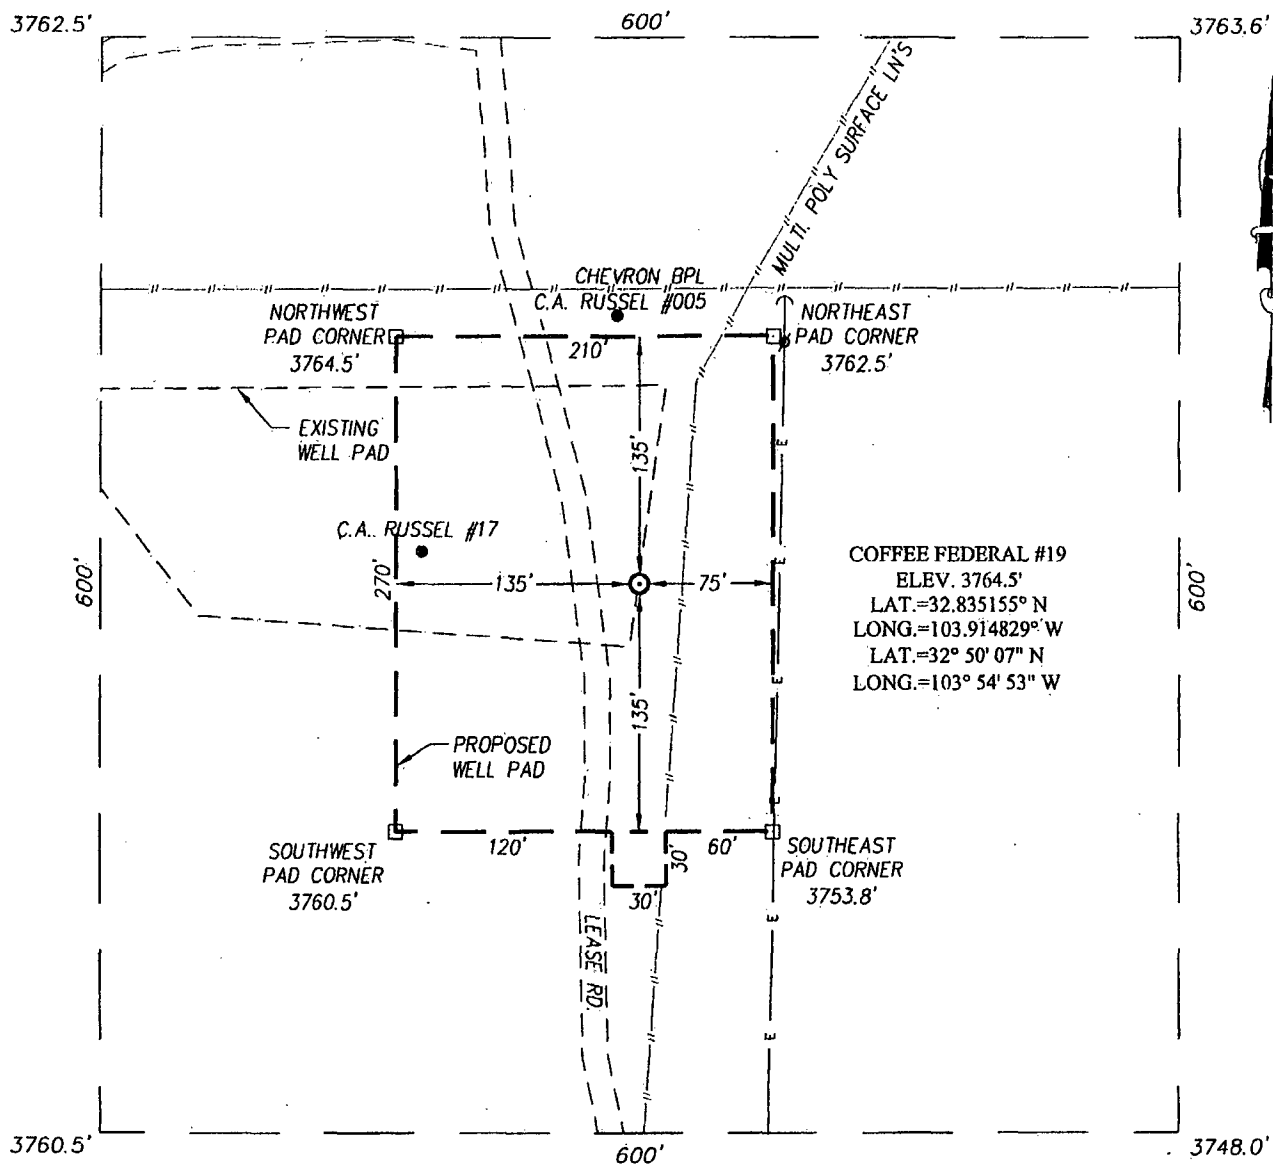 3762.5'
600'
3763.6'
MULTI. POLY SURFACE LN'S
CHEVRON BPL
C.A. RUSSEL #005
NORTHWEST
PAD CORNER
3764.5'
NORTHEAST
PAD CORNER
3762.5'
210'
EXISTING
WELL PAD
135'
C.A. RUSSEL #17
600'
270'
135'
75'
COFFEE FEDERAL #19
ELEV. 3764.5'
LAT.=32.835155° N
LONG.=103.914829° W
LAT.=32° 50' 07" N
LONG.=103° 54' 53" W
600'
135'
PROPOSED
WELL PAD
E
E
E
E
E
E
120'
60'
30'
30'
SOUTHWEST
PAD CORNER
3760.5'
SOUTHEAST
PAD CORNER
3753.8'
LEASE RD.
3760.5'
600'
3748.0'